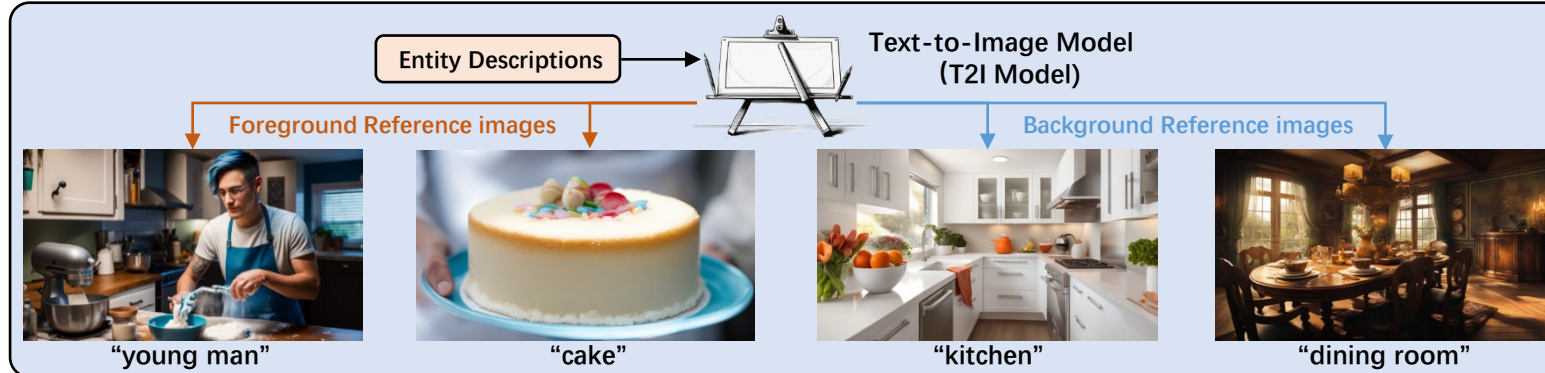 Entity Descriptions
Text-to-Image Model
(T2I Model)
Foreground Reference images
Background Reference images
“young man”
“cake”
“kitchen”
“dining room”